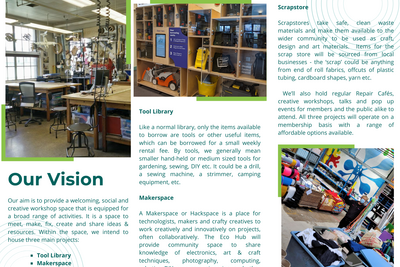 Our Vision
Our aim is to provide a welcoming, social and
creative workshop space that is equipped for
a broad range of activities. It is a space to
meet, make, fix, create and share ideas &
resources. Within the space, we intend to
house three main projects:
Tool Library
Makerspace
Tool Library
Like a normal library, only the items available
to borrow are tools or other useful items,
which can be borrowed for a small weekly
rental fee. By tools, we generally mean
smaller hand-held or medium sized tools for
gardening, sewing, DIY etc. It could be a drill,
a sewing machine, a strimmer, camping
equipment, etc.
Makerspace
A Makerspace or Hackspace is a place for
technologists, makers and crafty creatives to
work creatively and innovatively on projects,
often collaboratively. The Eco Hub will
provide community space to share
knowledge of electronics, art & craft
techniques, photography, computing,
Scrapstore
Scrapstores take safe, clean waste
materials and make them available to the
wider community to be used as craft,
design and art materials. Items for the
scrap store will be sourced from local
businesses - the 'scrap' could be anything
from end of roll fabrics, offcuts of plastic
tubing, cardboard shapes, yarn etc.
We'll also hold regular Repair Cafés,
creative workshops, talks and pop up
events for members and the public alike to
attend. All three projects will operate on a
membership basis with a range of
affordable options available.